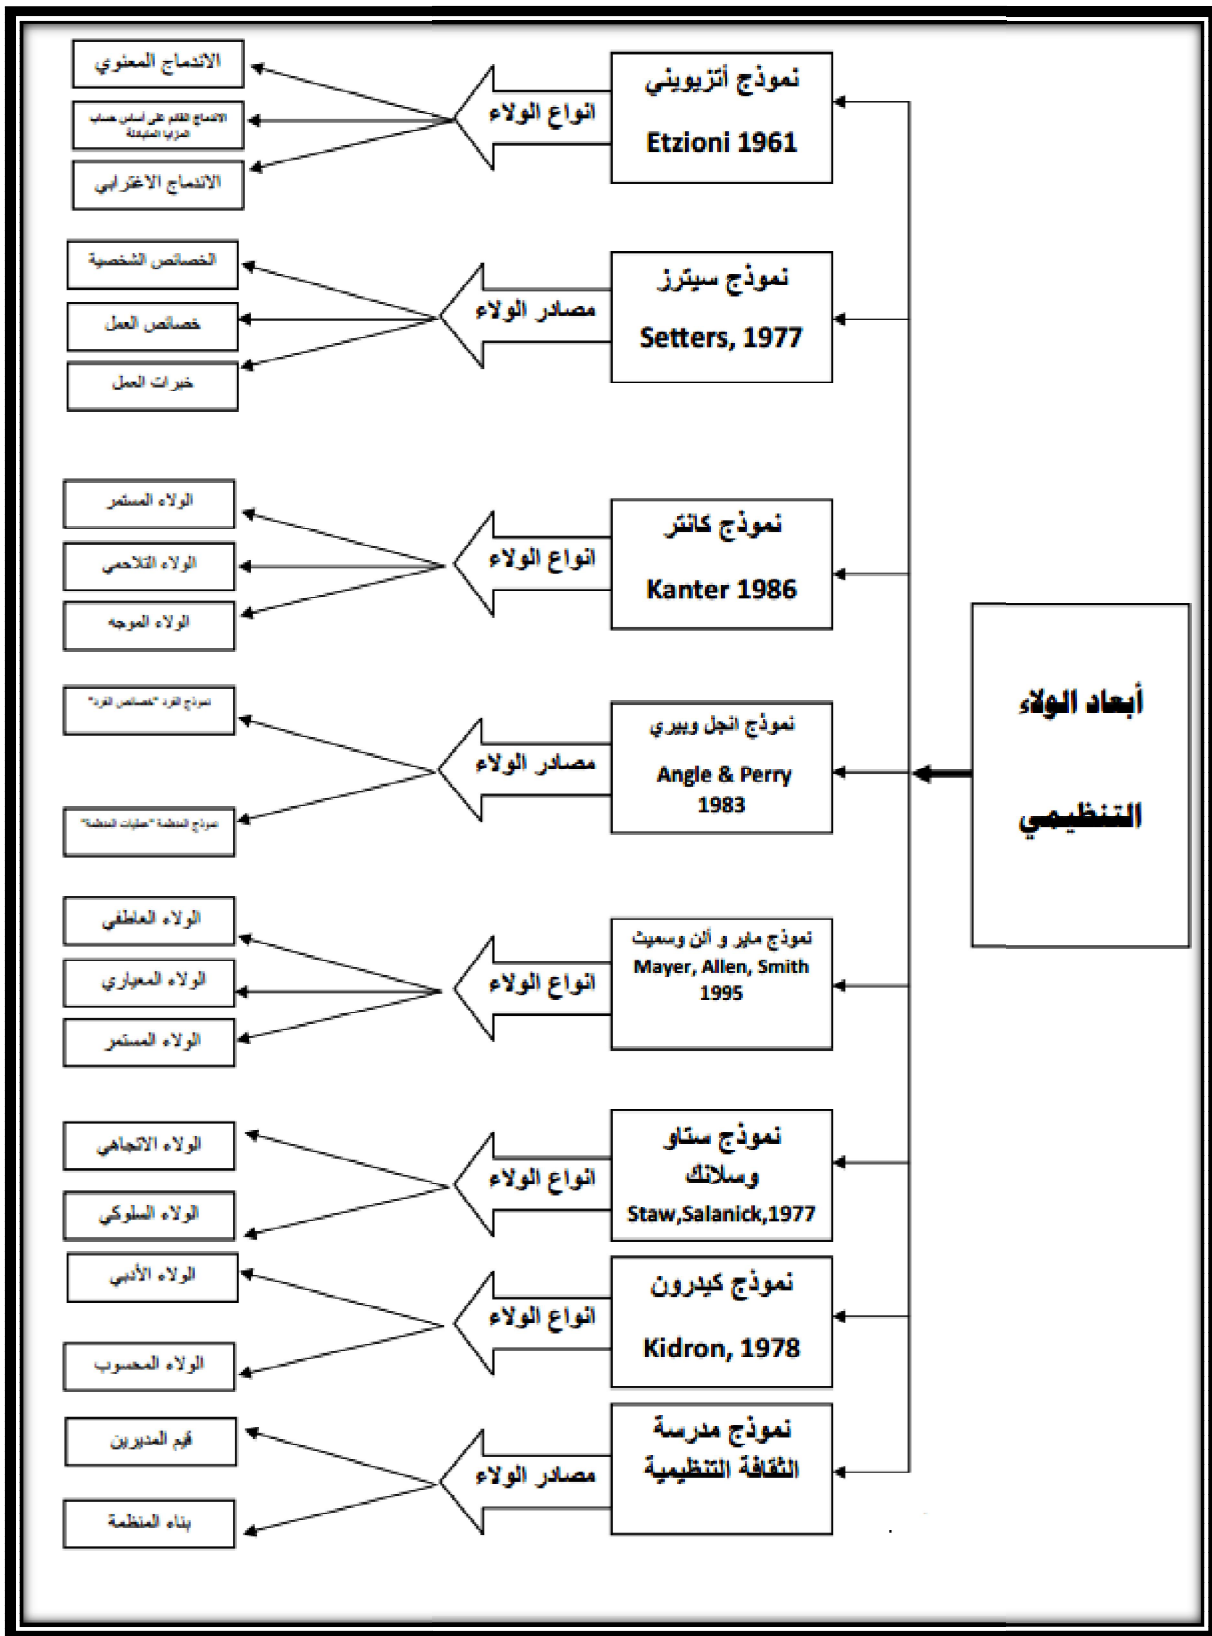 أبعاد الولاء
التنظيمي
نموذج أتزيويني
Etzioni 1961
انواع الولاء
الاندماج المعنوي
الاندماج القائم على أساس حساب
المزايا المتبادلة
الاندماج الاغترابي
نموذج سيترز
Setters, 1977
مصادر الولاء
الخصائص الشخصية
خصائص العمل
خبرات العمل
نموذج كانتر
Kanter 1986
انواع الولاء
الولاء المستمر
الولاء التلاحمي
الولاء الموجه
نموذج انجل وبيري
Angle & Perry
1983
مصادر الولاء
نموذج الفرد "خصائص الفرد"
نموذج المنظمة "عمليات المنظمة"
نموذج ماير و ألن وسميث
Mayer, Allen, Smith
1995
انواع الولاء
الولاء العاطفي
الولاء المعياري
الولاء المستمر
نموذج ستاو
وسلانك
Staw,Salanick,1977
انواع الولاء
الولاء الاتجاهي
الولاء السلوكي
نموذج كيدرون
Kidron, 1978
انواع الولاء
الولاء الأدبي
الولاء المحسوب
نموذج مدرسة
الثقافة التنظيمية
مصادر الولاء
قيم المديرين
بناء المنظمة